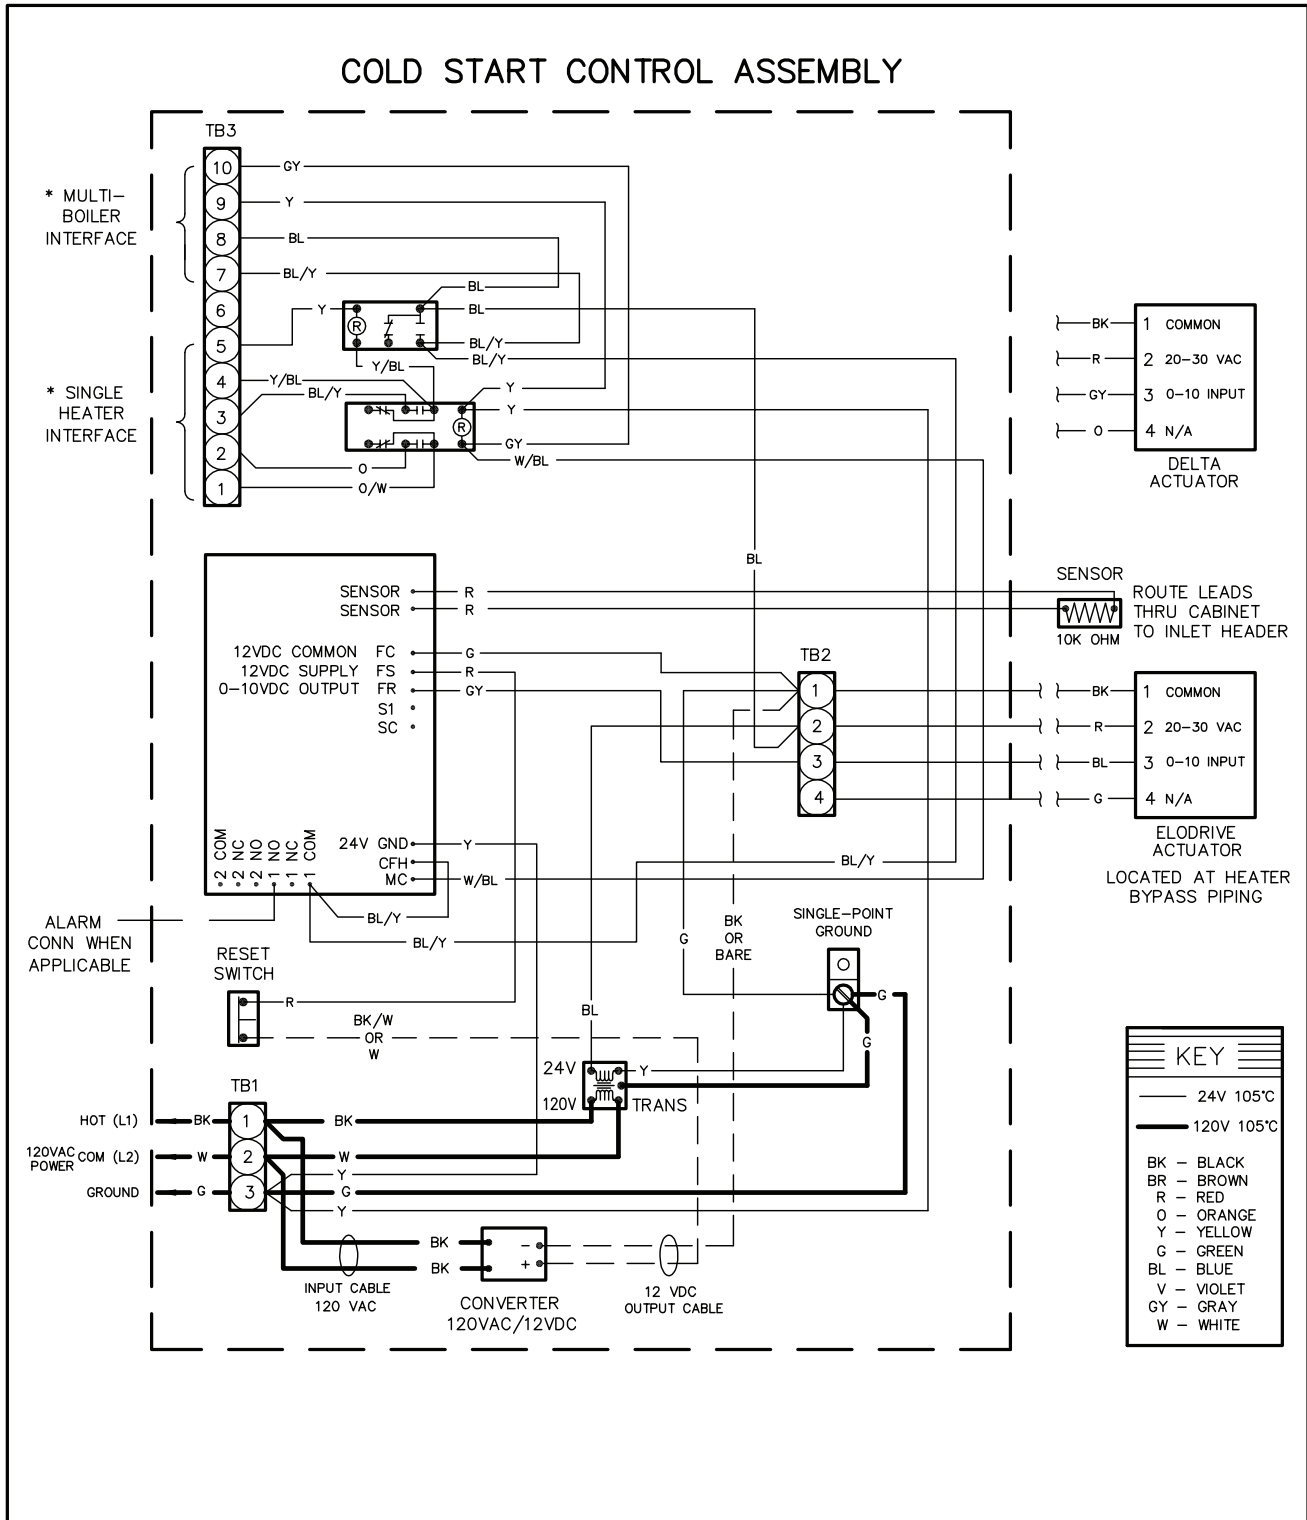 COLD START CONTROL ASSEMBLY
TB3
10
9
8
7
6
5
4
3
2
1
* MULTI-
BOILER
INTERFACE
* SINGLE
HEATER
INTERFACE
GY
Y
BL
BL/Y
BL
BL
Y
R
BL/Y
BL/Y
Y/BL
Y/BL
BL/Y
Y
Y
R
GY
W/BL
O
O/W
BL
BK
R
GY
O
1 COMMON
2 20-30 VAC
3 0-10 INPUT
4 N/A
DELTA
ACTUATOR
SENSOR
SENSOR
R
R
12VDC COMMON FC
12VDC SUPPLY FS
0-10VDC OUTPUT FR
S1
SC
G
R
GY
24V GND
CFH
MC
Y
W/BL
2 COM
2 NC
2 NO
1 NO
1 NC
1 COM
BL/Y
BL/Y
BL/Y
SENSOR
10K OHM
ROUTE LEADS
THRU CABINET
TO INLET HEADER
TB2
1
2
3
4
BK
R
BL
G
1 COMMON
2 20-30 VAC
3 0-10 INPUT
4 N/A
ELODRIVE
ACTUATOR
LOCATED AT HEATER
BYPASS PIPING
ALARM
CONN WHEN
APPLICABLE
RESET
SWITCH
R
BK/W
OR
W
G
BK
OR
BARE
SINGLE-POINT
GROUND
G
G
BL
24V
120V
Y
TRANS
TB1
1
2
3
HOT (L1)
120VAC
POWER
COM (L2)
GROUND
BK
W
G
BK
W
Y
G
Y
BK
BK
INPUT CABLE
120 VAC
-
+
CONVERTER
120VAC/12VDC
12 VDC
OUTPUT CABLE
KEY
24V 105°C
120V 105°C
BK - BLACK
BR - BROWN
R - RED
O - ORANGE
Y - YELLOW
G - GREEN
BL - BLUE
V - VIOLET
GY - GRAY
W - WHITE